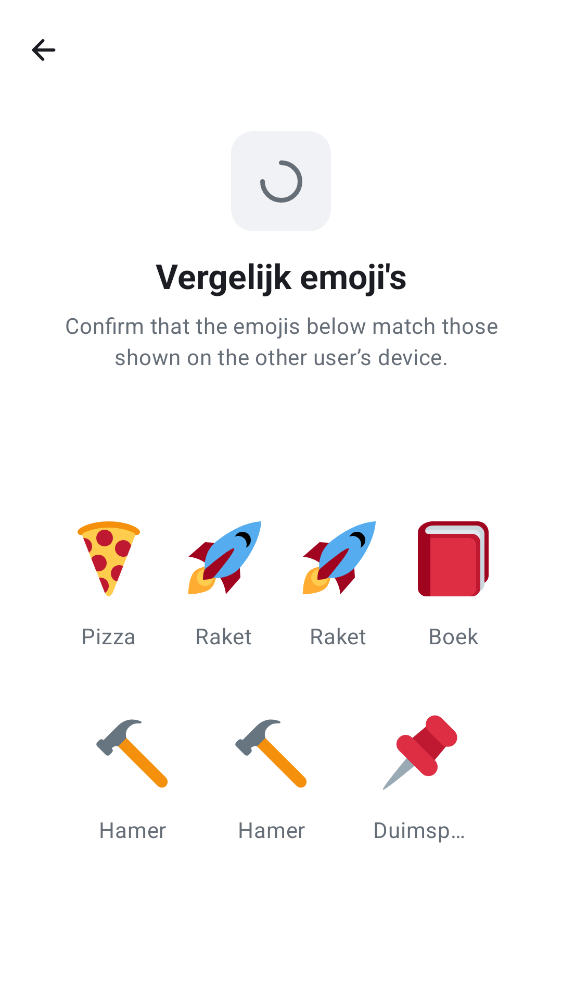 Vergelijk emoji's
Confirm that the emojis below match those
shown on the other user’s device.
Pizza Raket Raket Boek
Hamer Hamer Duimsp…